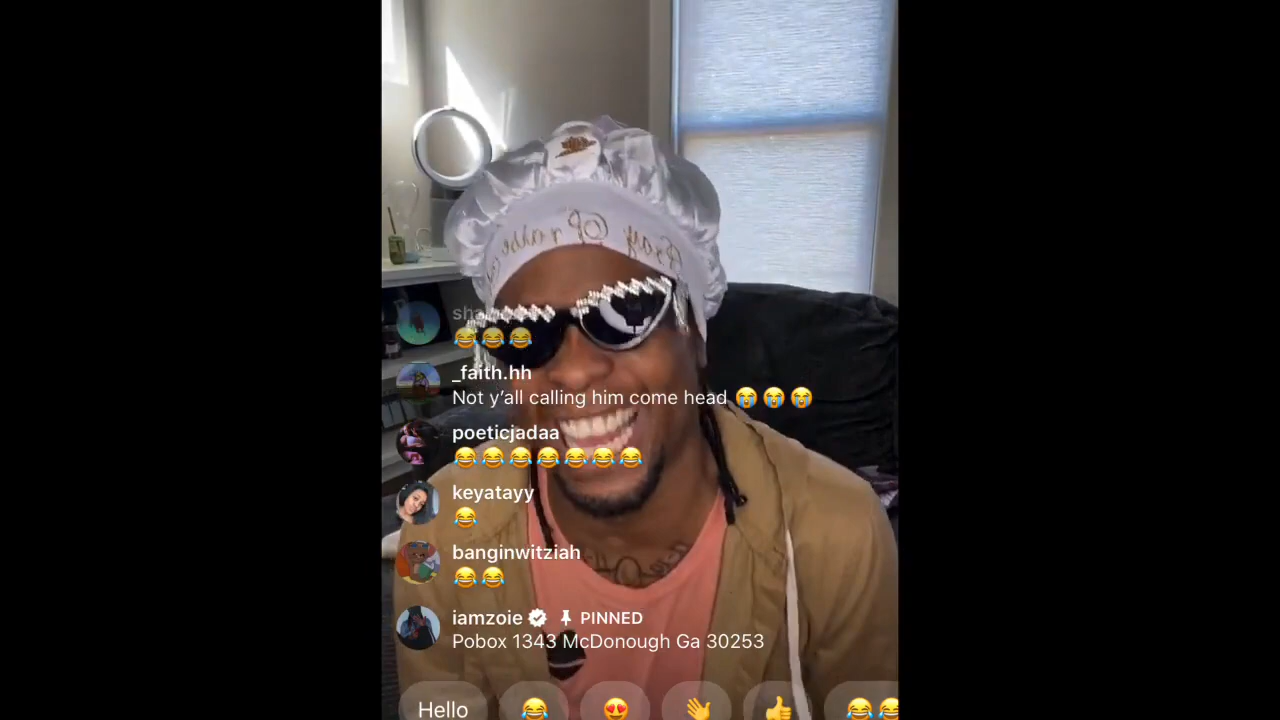 😂😂😂
_faith.hh
Not y’all calling him come head 😭😭😭
poeticjadaa
😂😂😂😂😂😂😂
keyatayy
😂
banginwitziah
😂😂
iamzoie PINNED
Pobox 1343 McDonough Ga 30253
Hello 😂 😍 👋 👍 😂😂